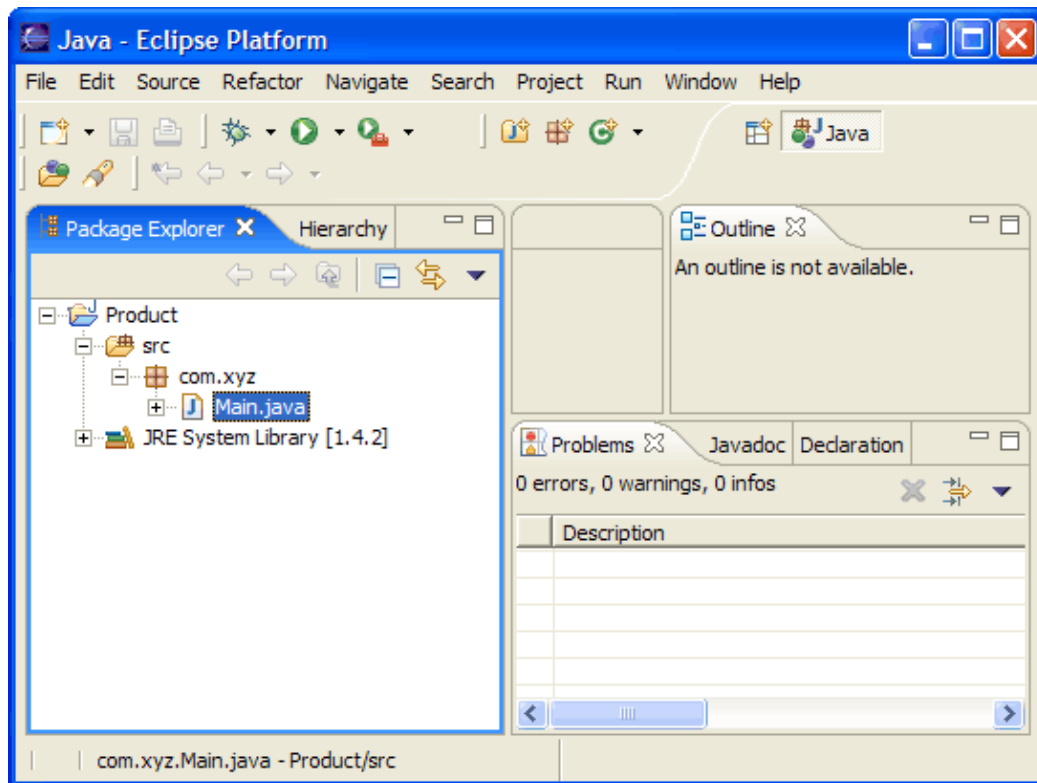 Java - Eclipse Platform
File Edit Source Refactor Navigate Search Project Run Window Help
Java
Package Explorer Hierarchy
Outline
An outline is not available.
Product
src
com.xyz
Main.java
JRE System Library [1.4.2]
Problems Javadoc Declaration
0 errors, 0 warnings, 0 infos
Description
com.xyz.Main.java - Product/src